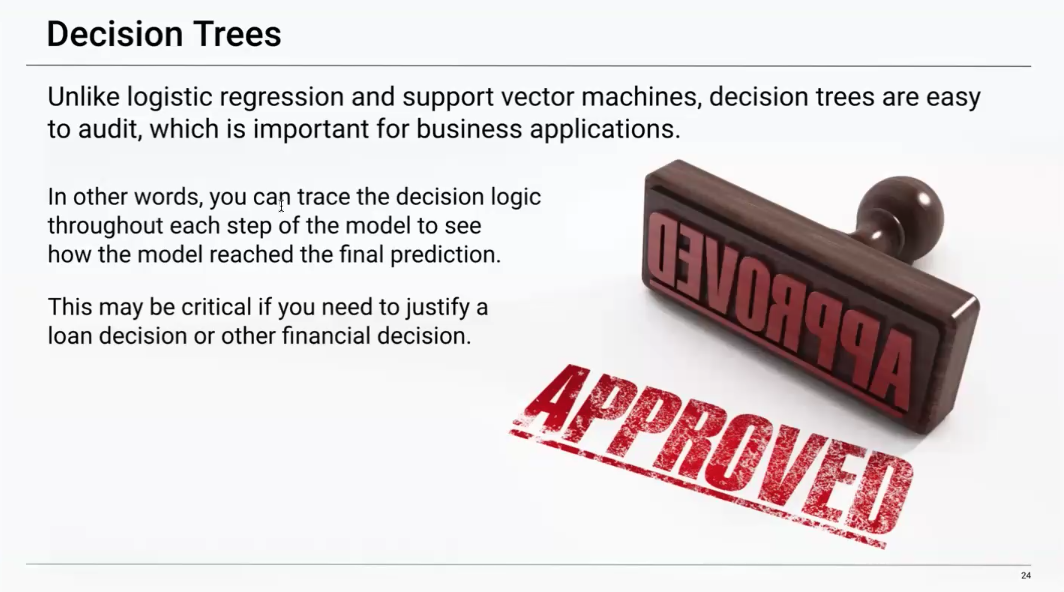 Decision Trees
Unlike logistic regression and support vector machines, decision trees are easy
to audit, which is important for business applications.
In other words, you can trace the decision logic
throughout each step of the model to see
how the model reached the final prediction.
This may be critical if you need to justify a
loan decision or other financial decision.
APPROVED
APPROVED
24